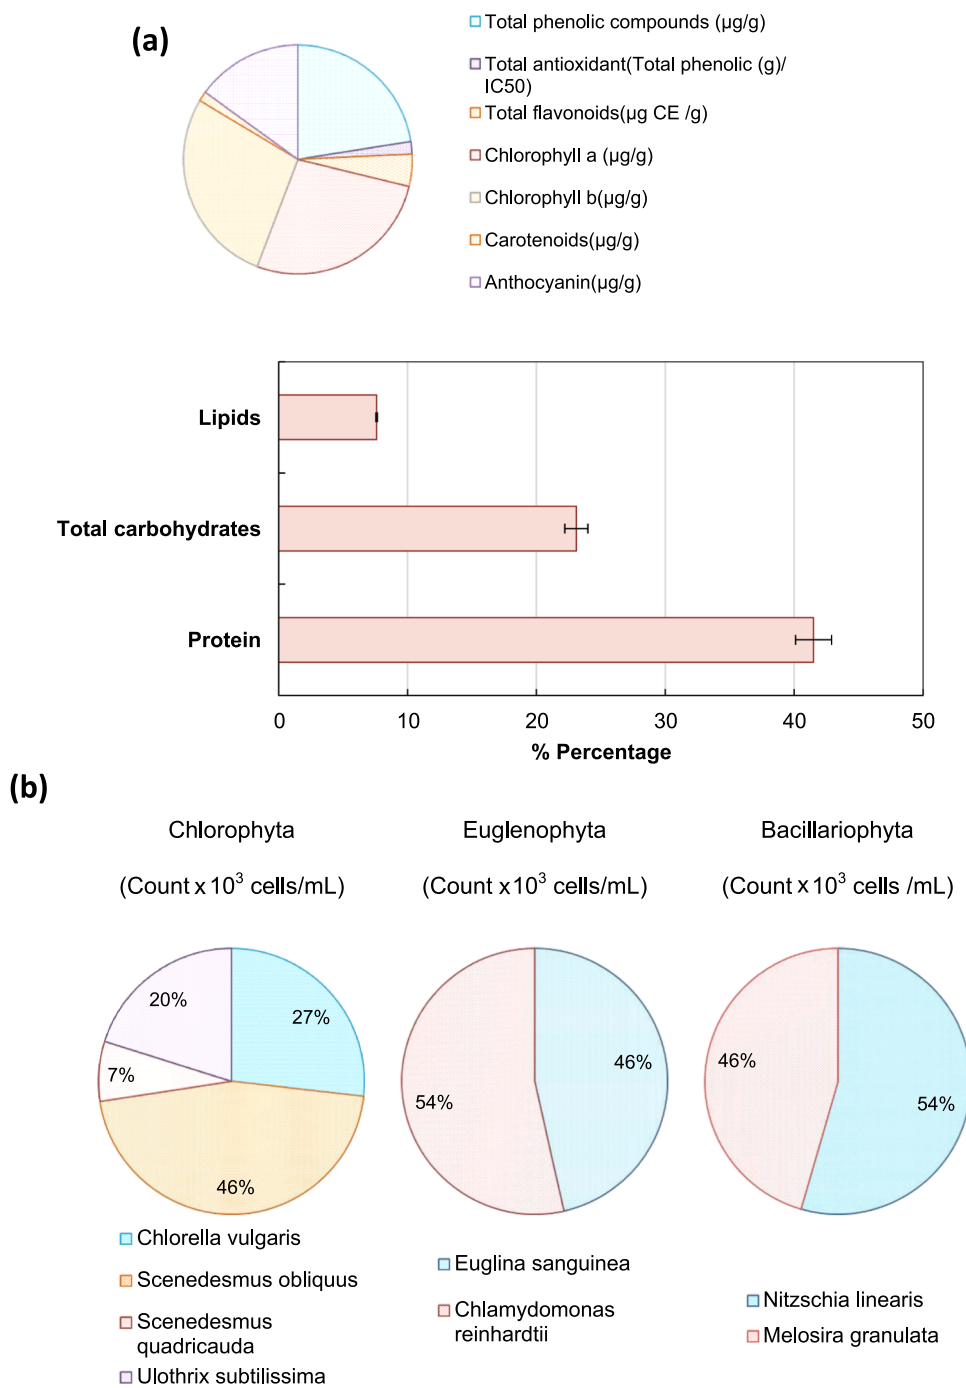 (a)
Total phenolic compounds (µg/g)
Total antioxidant(Total phenolic (g)/
IC50)
Total flavonoids(µg CE /g)
Chlorophyll a (µg/g)
Chlorophyll b(µg/g)
Carotenoids(µg/g)
Anthocyanin(µg/g)
Lipids
Total carbohydrates
Protein
0 10 20 30 40 50
% Percentage
(b)
Chlorophyta
(Count x 10³ cells/mL)
20%
27%
7%
46%
Chlorella vulgaris
Scenedesmus obliquus
Scenedesmus
quadricauda
Ulothrix subtilissima
Euglenophyta
(Count x10³ cells/mL)
46%
54%
Euglina sanguinea
Chlamydomonas
reinhardtii
Bacillariophyta
(Count x 10³ cells /mL)
46%
54%
Nitzschia linearis
Melosira granulata